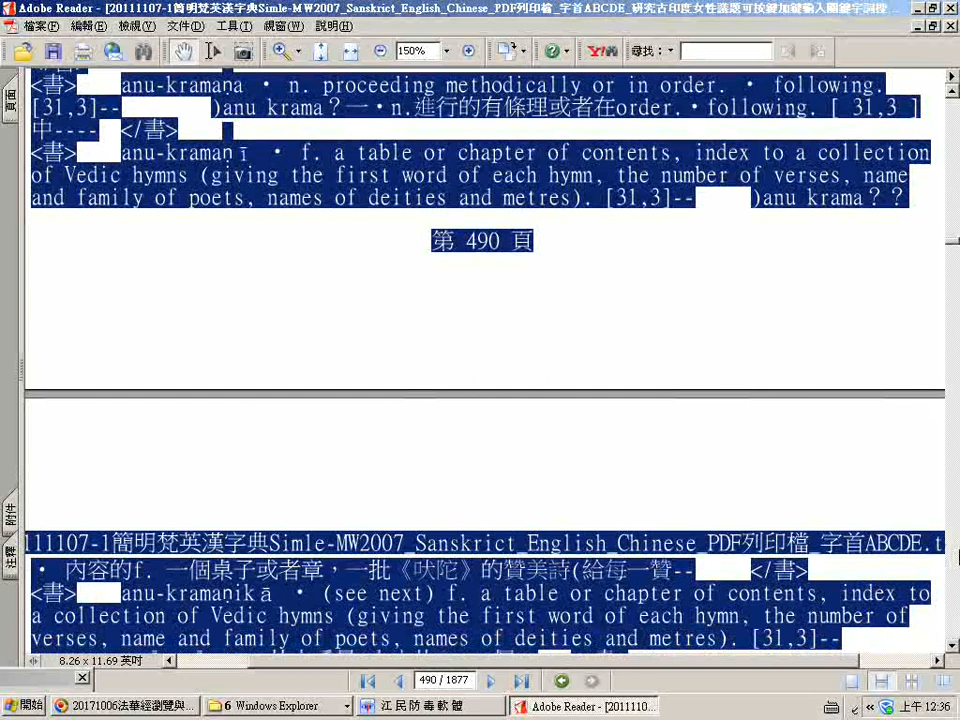 Adobe Reader - [20111107-1簡明梵英漢字典Simle-MW2007_Sanskrict_English_Chinese_PDF列印檔_字首ABCDE_研究古印度女性議題可按鍵加鍵輸入關鍵字詞搜...
檔案(F) 編輯(E) 檢視(V) 文件(D) 工具(T) 視窗(W) 說明(H)
150% Y! 尋找：
頁面
<書> anu-kramaṇa • n. proceeding methodically or in order. • following.
[31,3]-- )anu krama？一•n.進行的有條理或者在order.•following. [ 31,3 ]
中---- </書>
<書> anu-kramaṇī • f. a table or chapter of contents, index to a collection
of Vedic hymns (giving the first word of each hymn, the number of verses, name
and family of poets, names of deities and metres). [31,3]-- )anu krama？？
第 490 頁
附件
注釋
111107-1簡明梵英漢字典Simle-MW2007_Sanskrict_English_Chinese_PDF列印檔_字首ABCDE.t
• 內容的f. 一個桌子或者章，一批《吠陀》的贊美詩(給每一贊-- </書>
<書> anu-kramaṇikā • (see next) f. a table or chapter of contents, index to
a collection of Vedic hymns (giving the first word of each hymn, the number of
verses, name and family of poets, names of deities and metres). [31,3]--
8.26 x 11.69 英吋
490 / 1877
開始 20171006法華經瀏覽與... 6 Windows Explorer 江民防毒軟體 Adobe Reader - [2011110... 上午 12:36